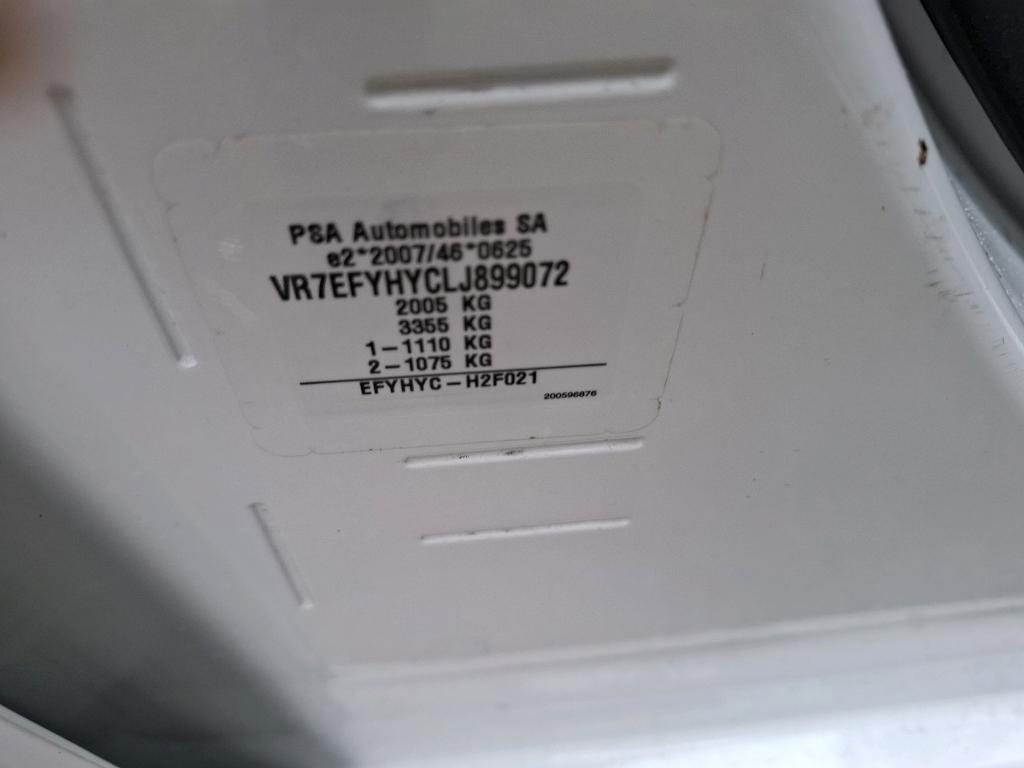 PSA Automobiles SA
e2*2007/46*0625
VR7EFYHYCLJ899072
2005 KG
3355 KG
1-1110 KG
2-1075 KG
EFYHYC-H2F021
200596876